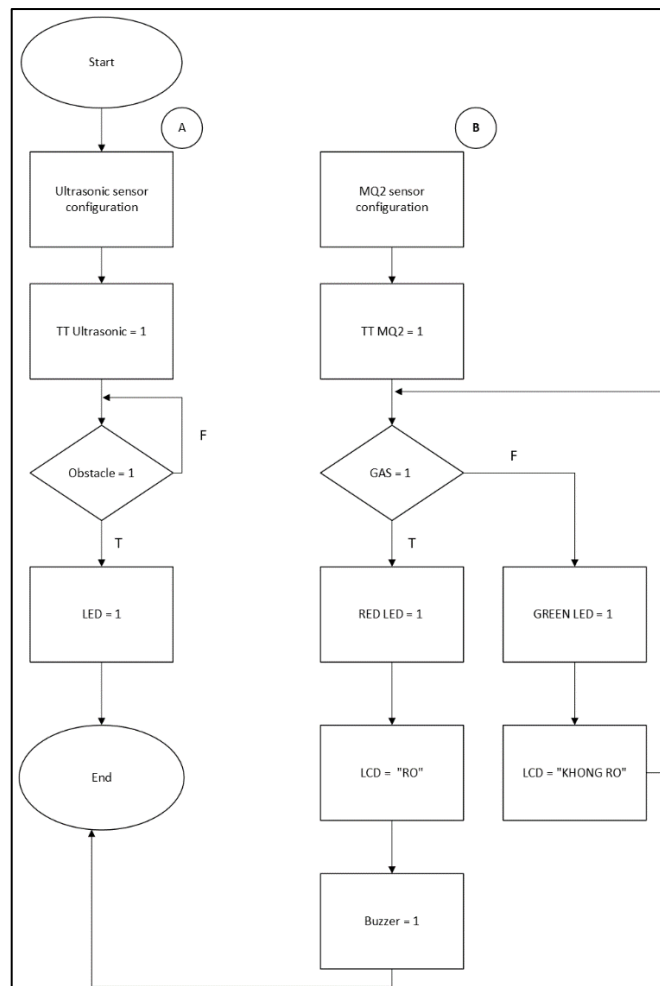 Start
A
Ultrasonic sensor
configuration
TT Ultrasonic = 1
F
Obstacle = 1
T
LED = 1
End
B
MQ2 sensor
configuration
TT MQ2 = 1
GAS = 1
F
T
RED LED = 1
GREEN LED = 1
LCD = "RO"
LCD = "KHONG RO"
Buzzer = 1